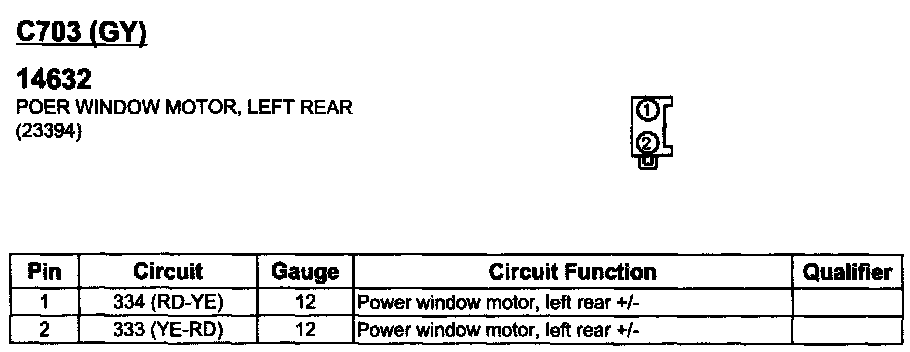 C703 (GY)
14632
POER WINDOW MOTOR, LEFT REAR
(23394)
1
2
Pin Circuit Gauge Circuit Function Qualifier
1 334 (RD-YE) 12 Power window motor, left rear +/-
2 333 (YE-RD) 12 Power window motor, left rear +/-